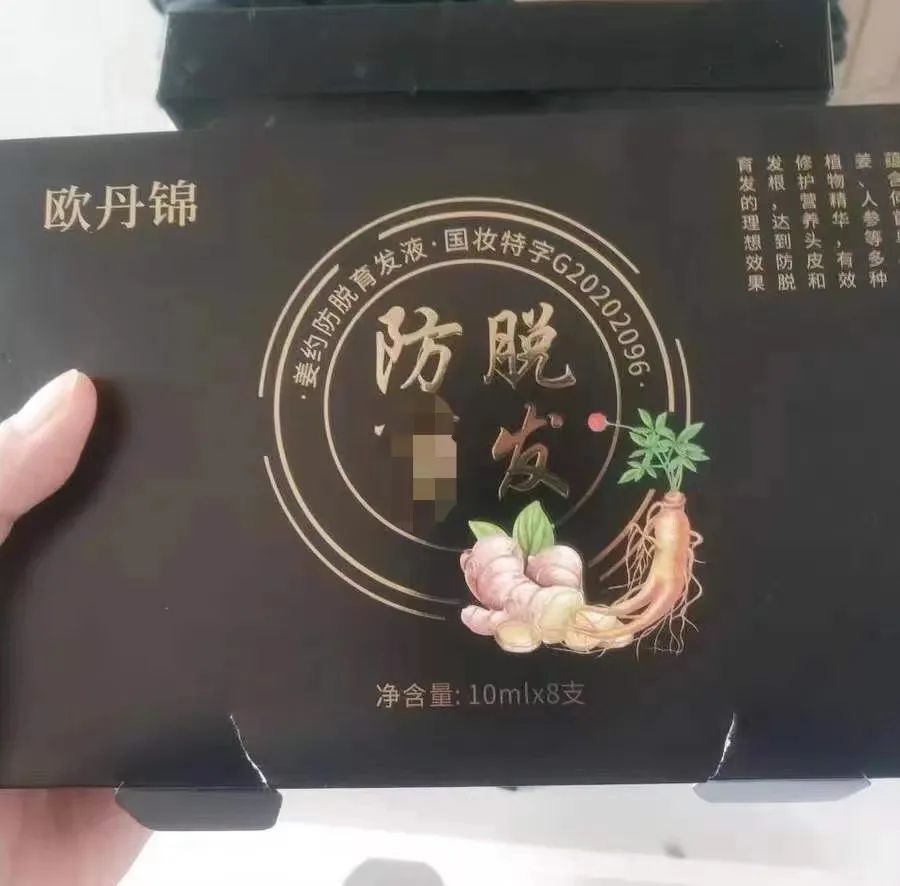 欧丹锦
·姜约防脱育发液·国妆特字G20202096·
防脱
发
净含量: 10mlx8支
蕴含何首
姜、人参等多种
植物精华，有效
修护营养头皮和
发根，达到防脱
育发的理想效果